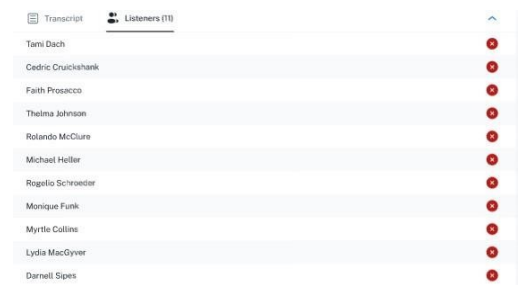 Transcript Listeners (11)
Tami Dach
Cedric Cruickshank
Faith Prosacco
Thelma Johnson
Rolando McClure
Michael Heller
Rogelio Schroeder
Monique Funk
Myrtle Collins
Lydia MacGyver
Darnell Sipes